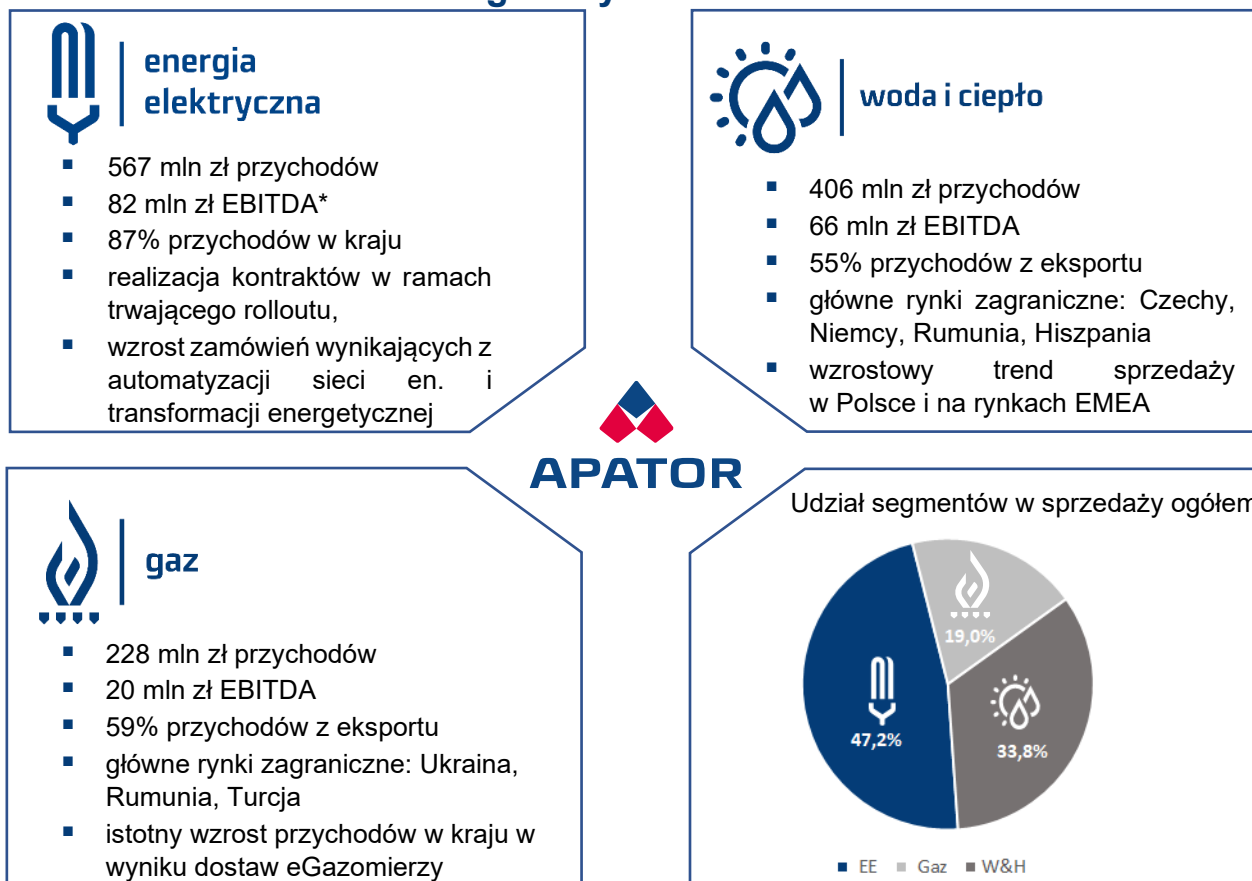 energia
elektryczna
▪ 567 mln zł przychodów
▪ 82 mln zł EBITDA*
▪ 87% przychodów w kraju
▪ realizacja kontraktów w ramach
trwającego rolloutu,
▪ wzrost zamówień wynikających z
automatyzacji sieci en. i
transformacji energetycznej
woda i ciepło
▪ 406 mln zł przychodów
▪ 66 mln zł EBITDA
▪ 55% przychodów z eksportu
▪ główne rynki zagraniczne: Czechy,
Niemcy, Rumunia, Hiszpania
▪ wzrostowy trend sprzedaży
w Polsce i na rynkach EMEA
APATOR
gaz
▪ 228 mln zł przychodów
▪ 20 mln zł EBITDA
▪ 59% przychodów z eksportu
▪ główne rynki zagraniczne: Ukraina,
Rumunia, Turcja
▪ istotny wzrost przychodów w kraju w
wyniku dostaw eGazomierzy
Udział segmentów w sprzedaży ogółem
19,0%
47,2%
33,8%
EE Gaz W&H